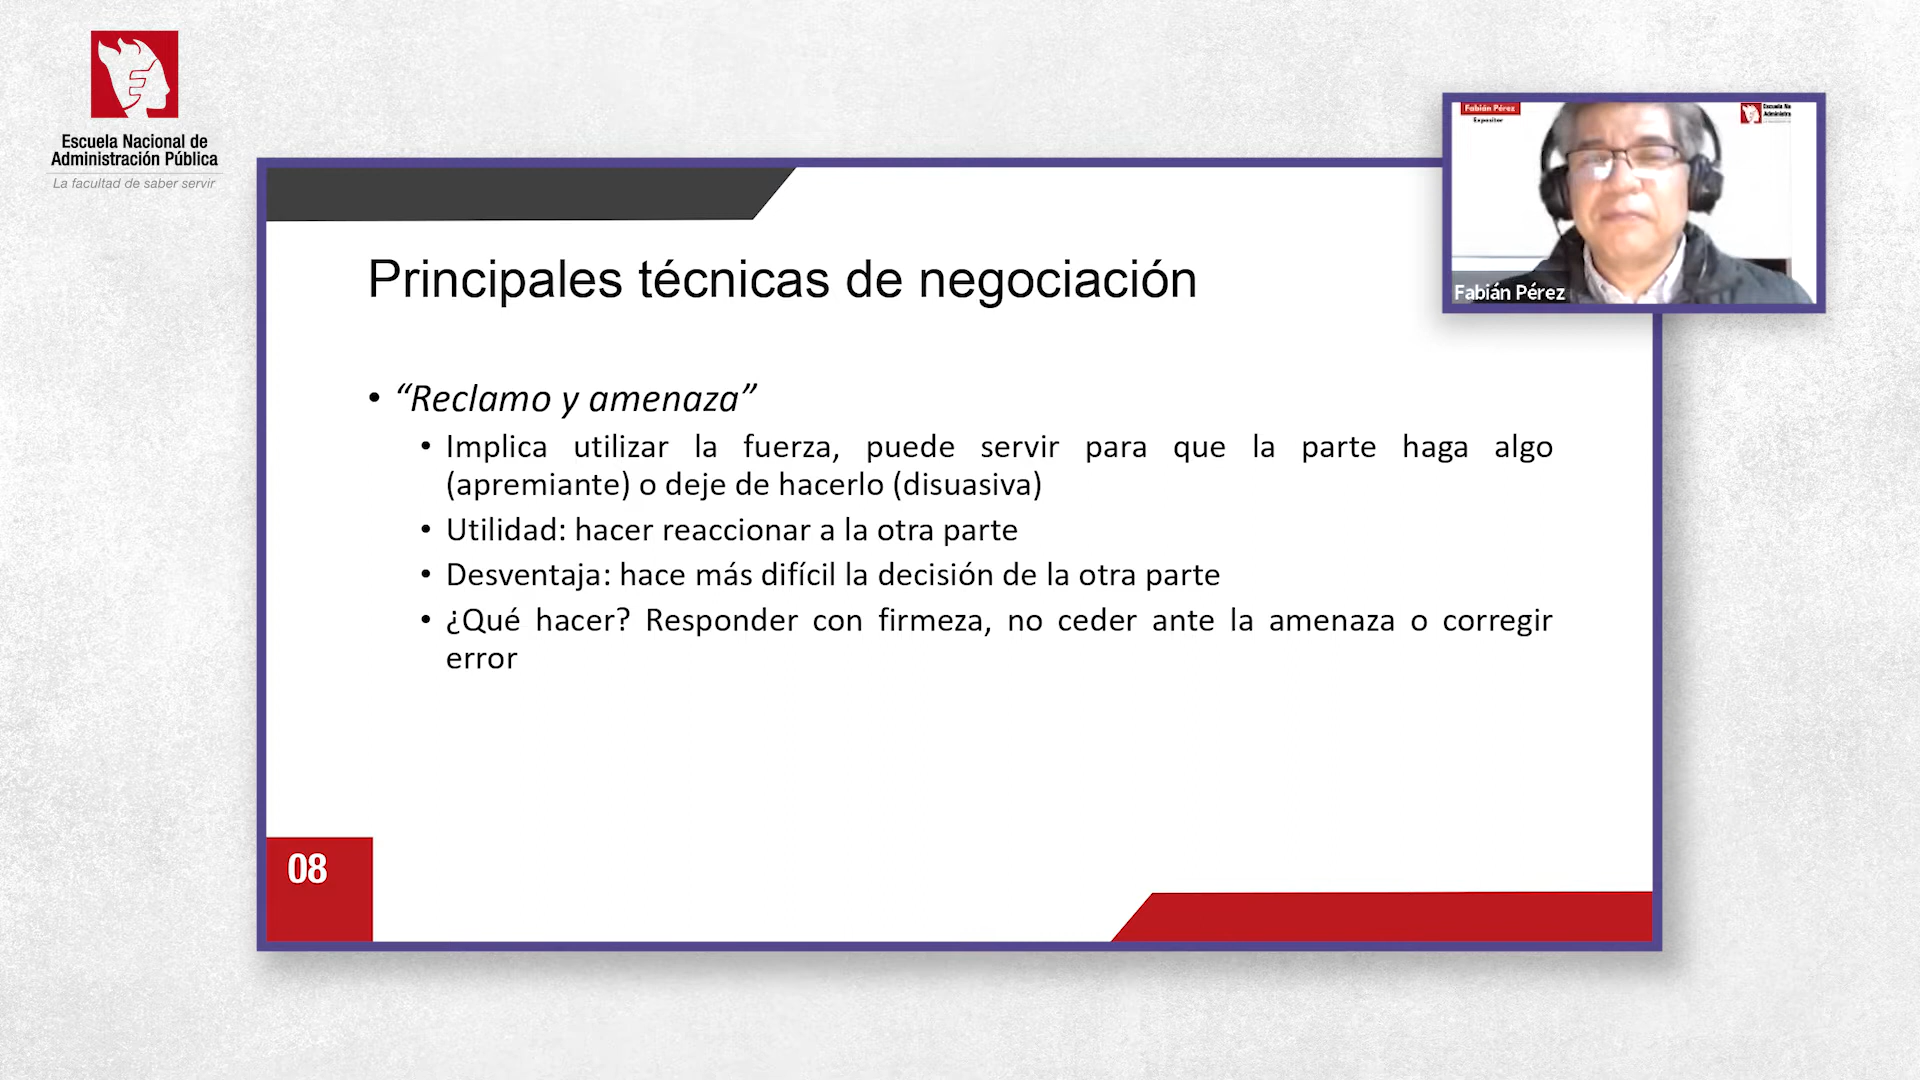 Escuela Nacional de
Administración Pública
La facultad de saber servir
Fabián Pérez
Expositor
Fabián Pérez
Principales técnicas de negociación
• “Reclamo y amenaza”
• Implica utilizar la fuerza, puede servir para que la parte haga algo
(apremiante) o deje de hacerlo (disuasiva)
• Utilidad: hacer reaccionar a la otra parte
• Desventaja: hace más difícil la decisión de la otra parte
• ¿Qué hacer? Responder con firmeza, no ceder ante la amenaza o corregir
error
08